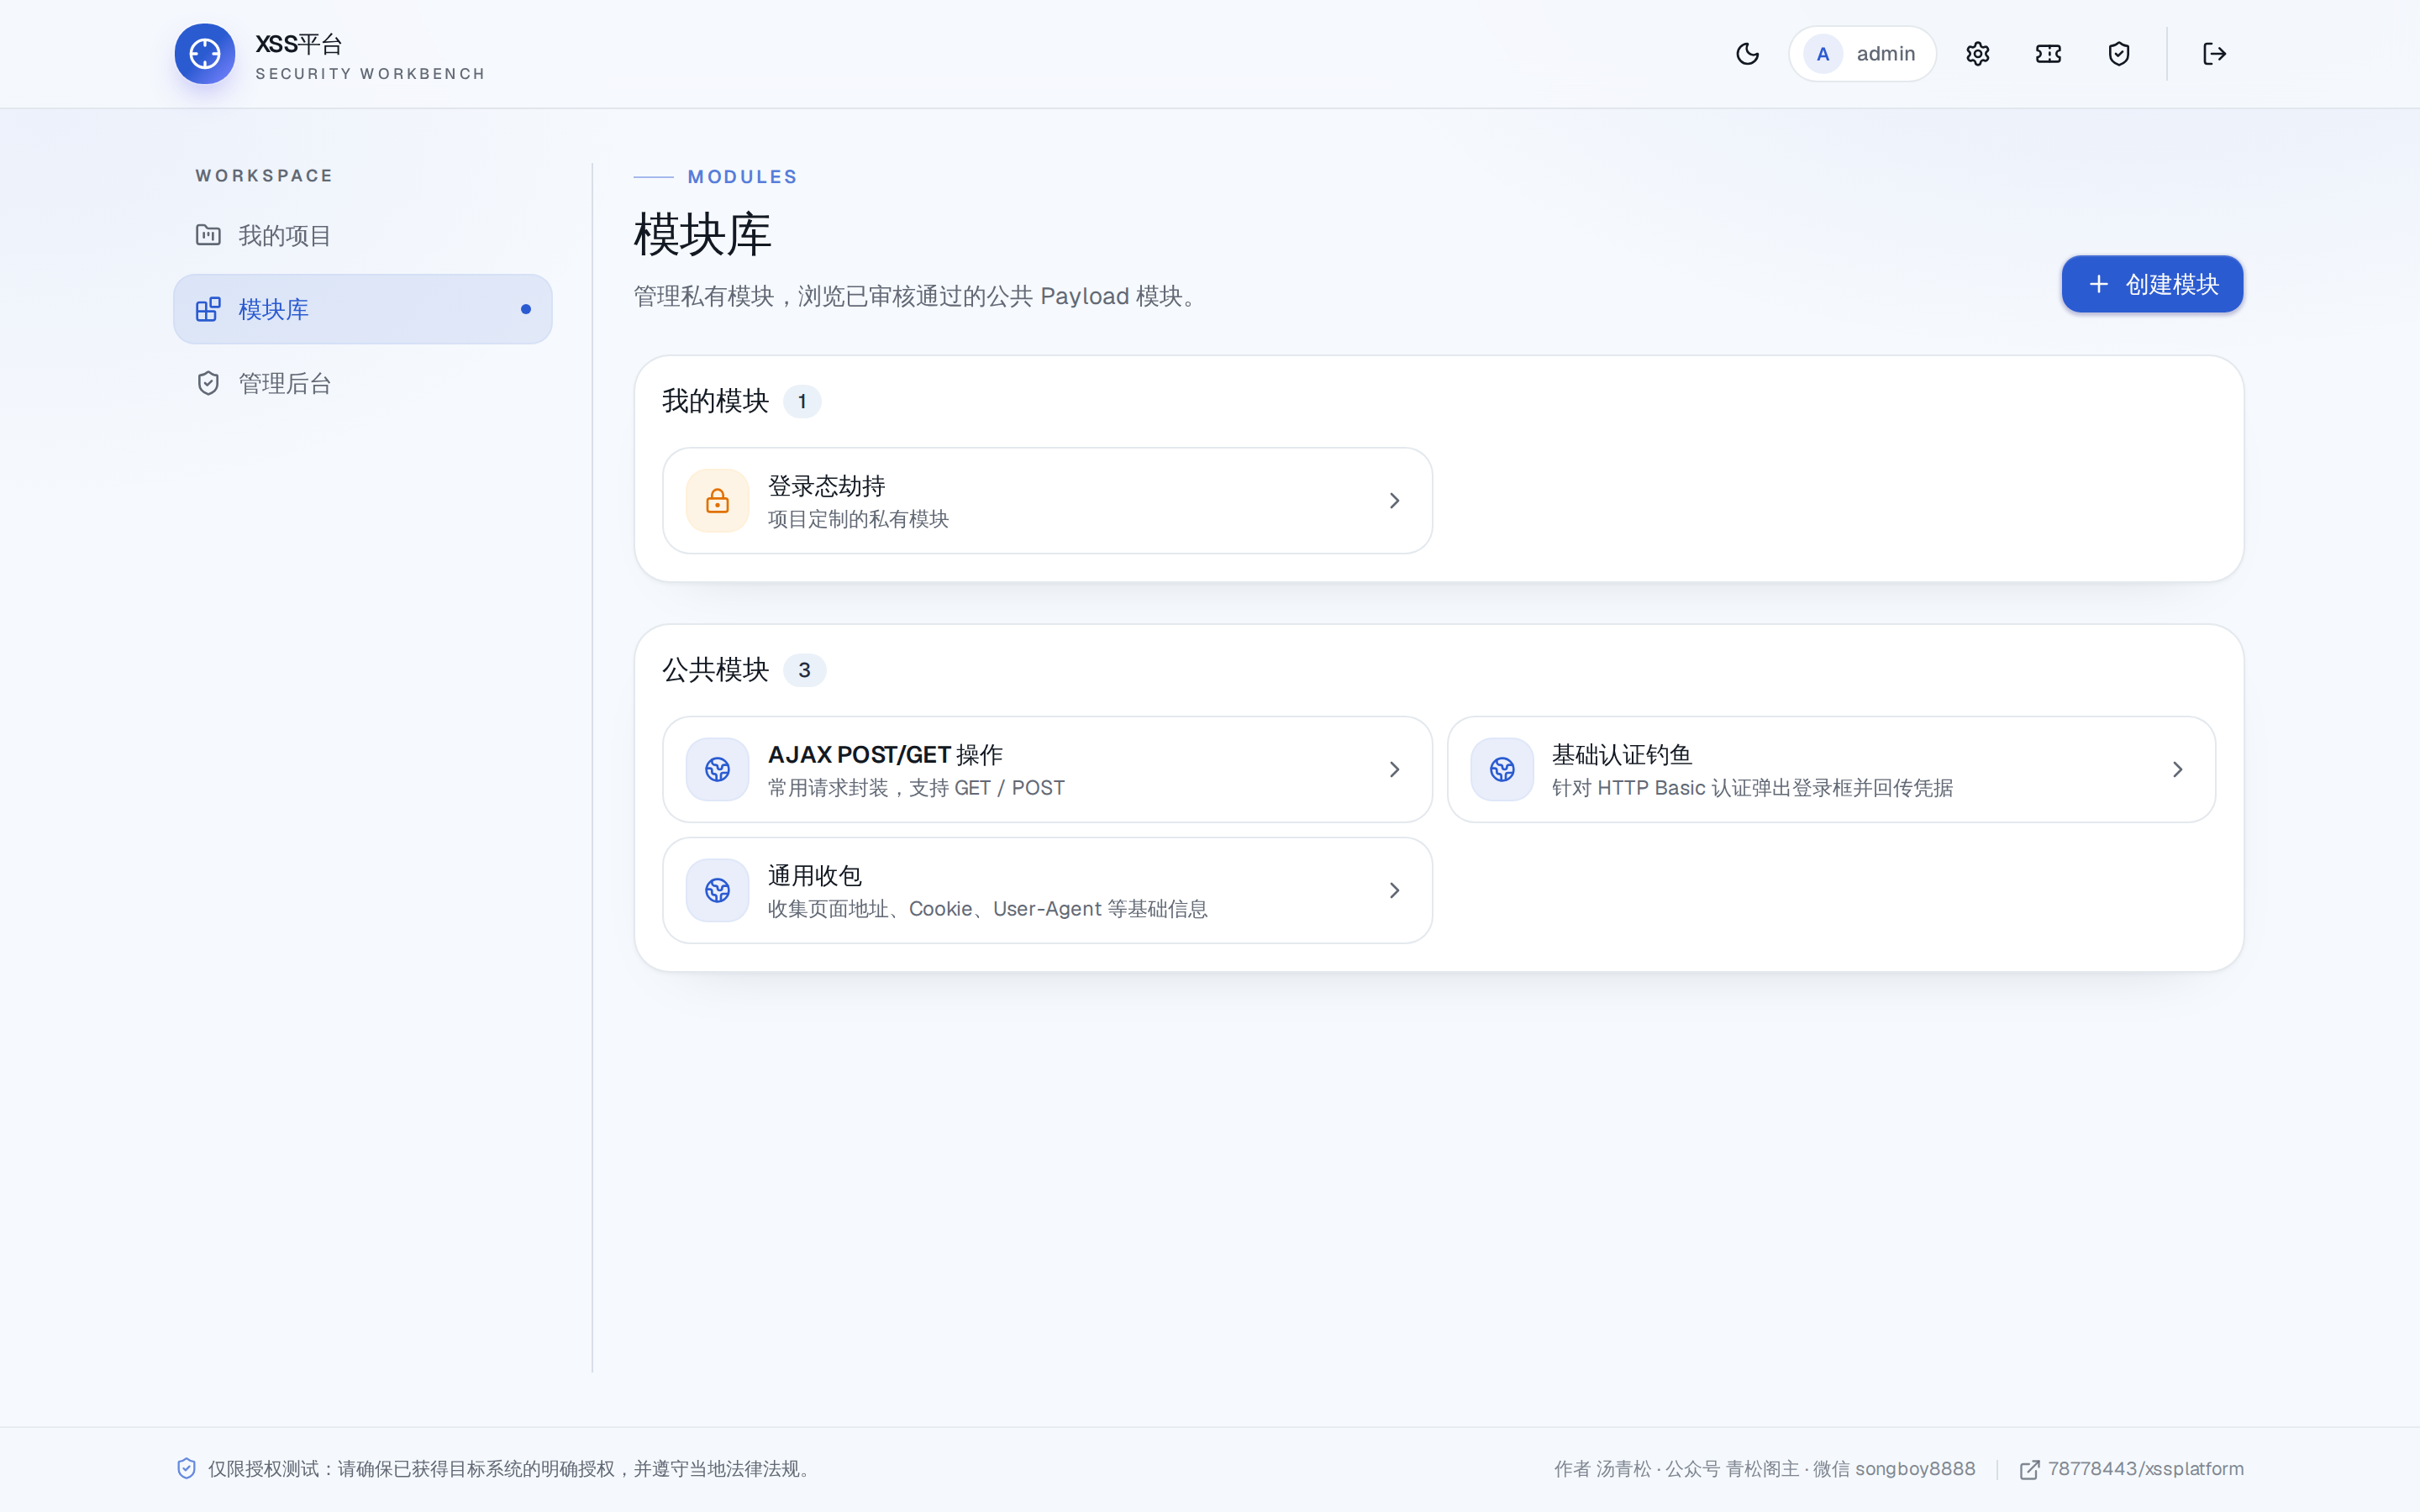 XSS平台
SECURITY WORKBENCH
A
admin
WORKSPACE
我的项目
模块库
管理后台
MODULES
模块库
管理私有模块，浏览已审核通过的公共 Payload 模块。
创建模块
我的模块 1
登录态劫持
项目定制的私有模块
公共模块 3
AJAX POST/GET 操作
常用请求封装，支持 GET / POST
基础认证钓鱼
针对 HTTP Basic 认证弹出登录框并回传凭据
通用收包
收集页面地址、Cookie、User-Agent 等基础信息
仅限授权测试：请确保已获得目标系统的明确授权，并遵守当地法律法规。
作者 汤青松 · 公众号 青松阁主 · 微信 songboy8888
78778443/xssplatform